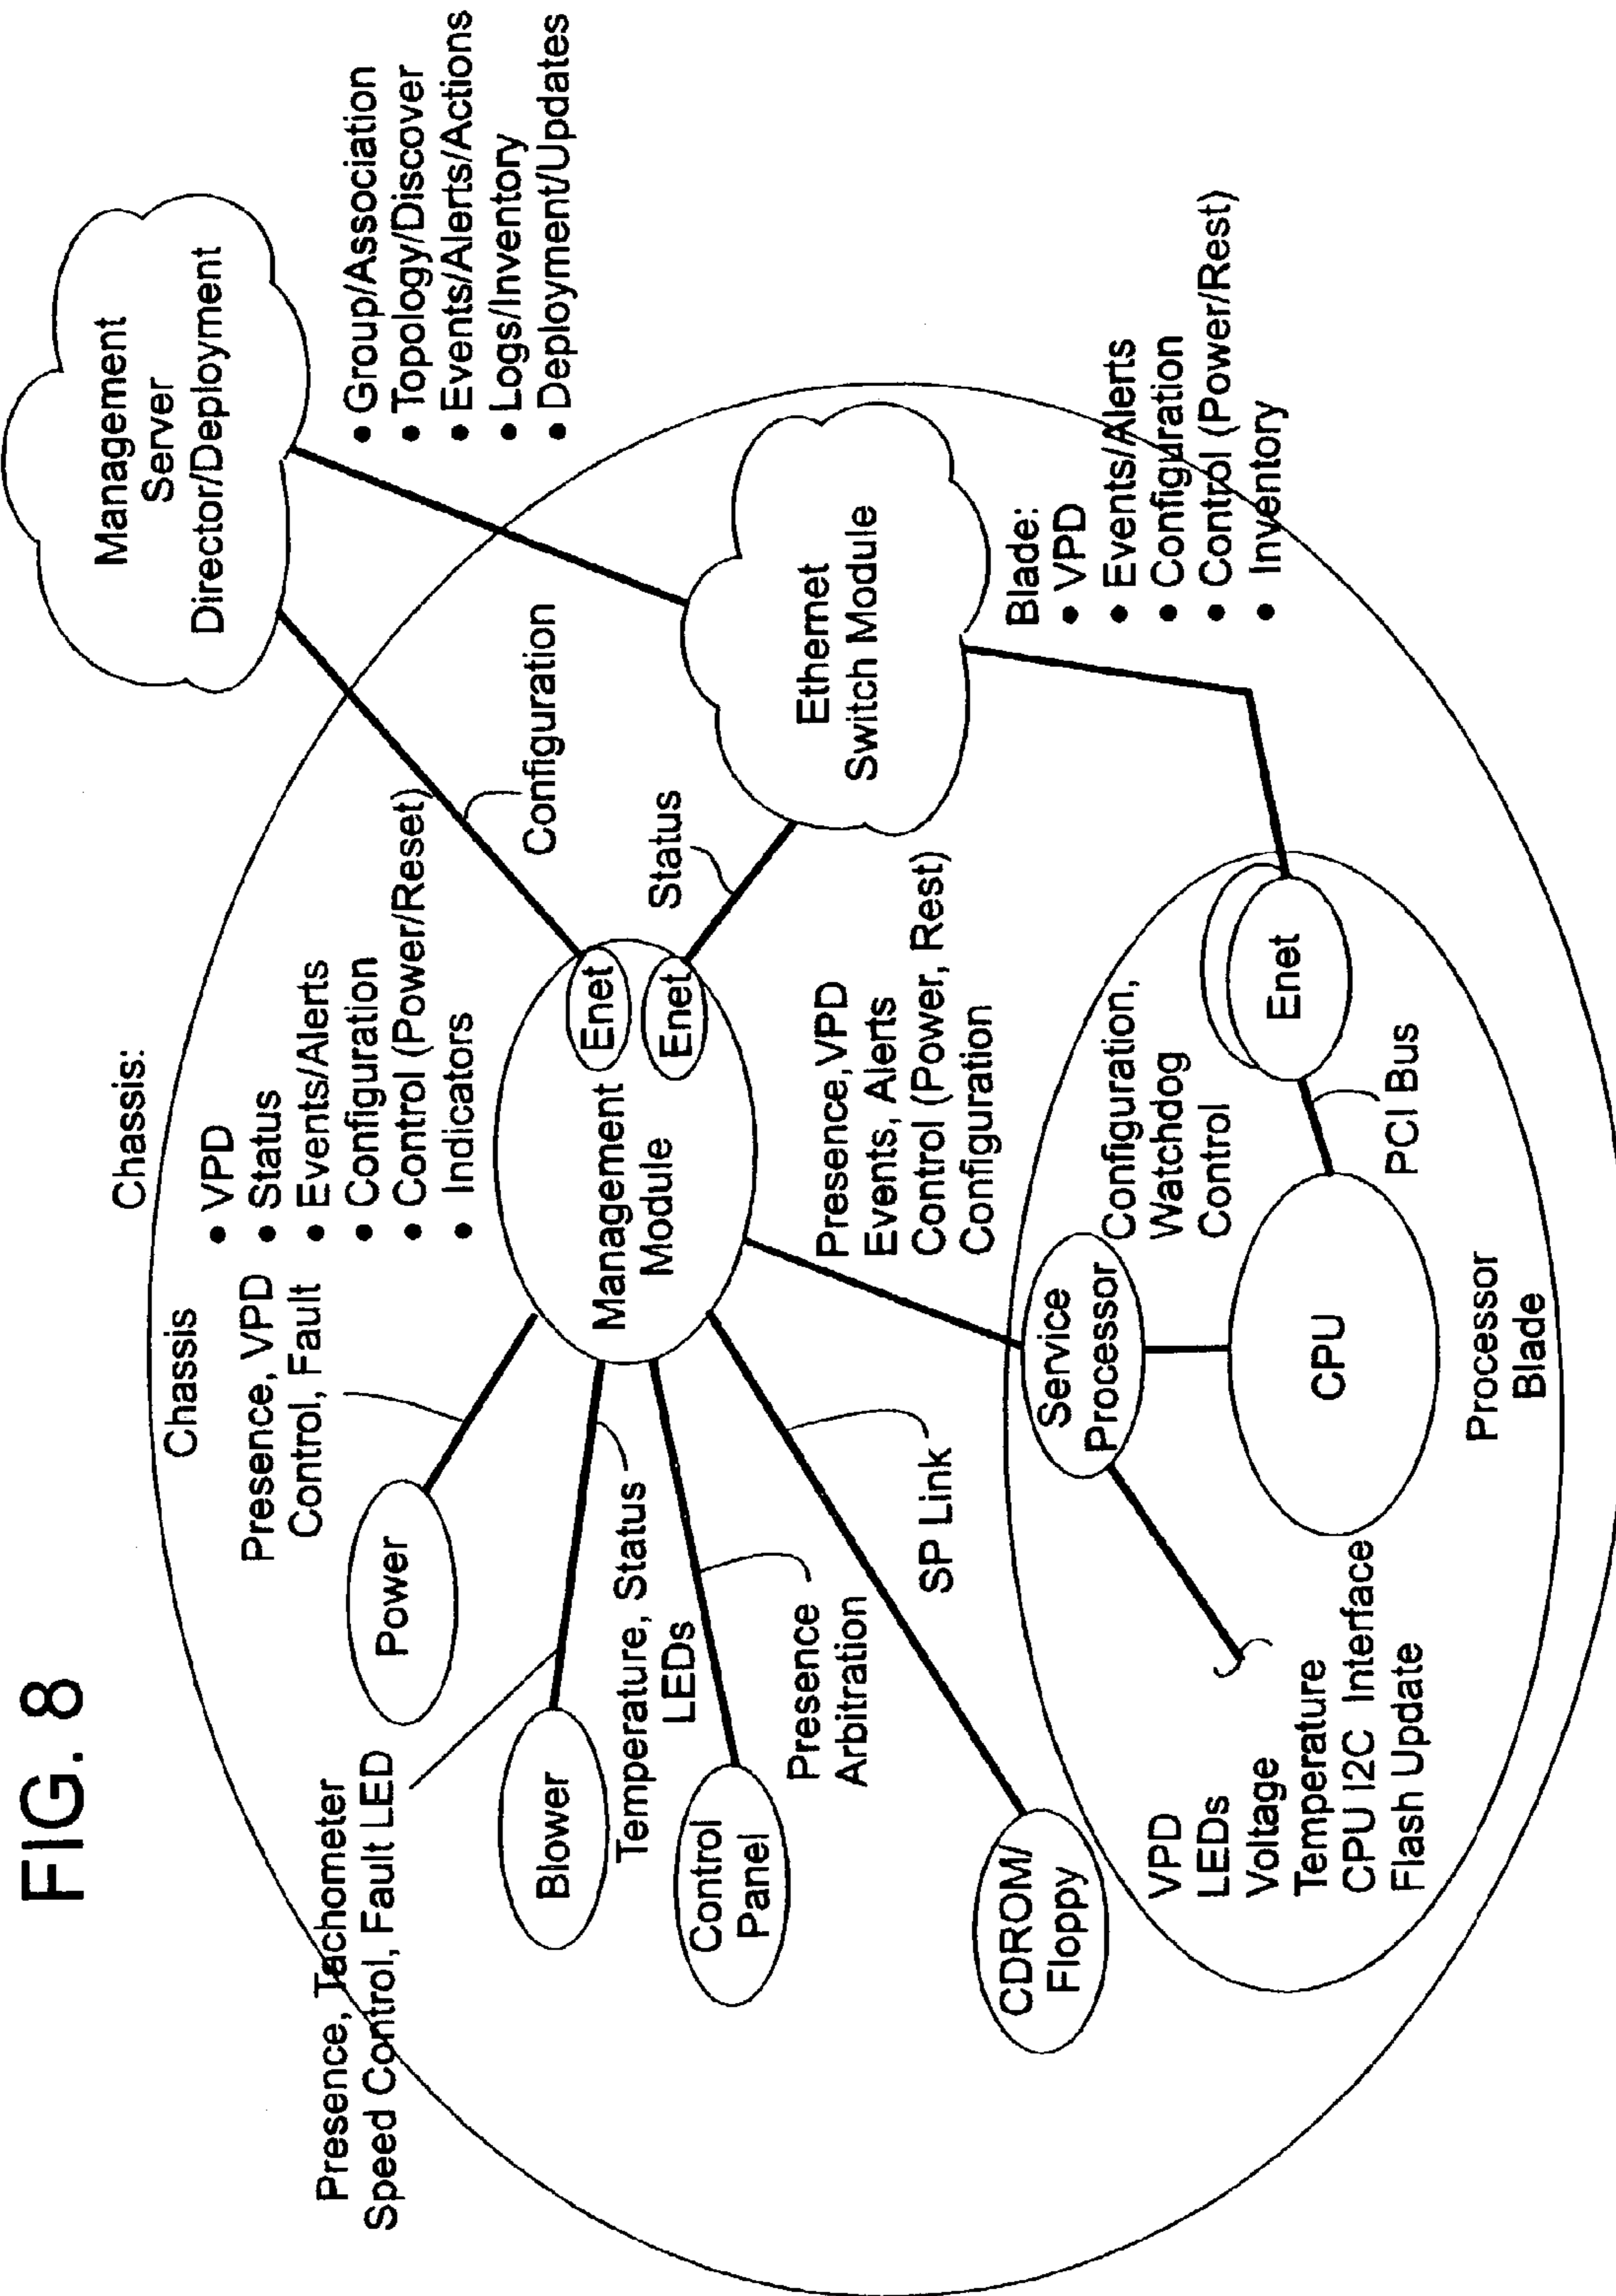 FIG. 8
Management
Server
Director/Deployment
• Group/Association
• Topology/Discover
• Events/Alerts/Actions
• Logs/Inventory
• Deployment/Updates
Chassis:
• VPD
• Status
• Events/Alerts
• Configuration
• Control (Power/Reset)
• Indicators
Chassis
Presence, VPD
Control, Fault
Power
Presence, Tachometer
Speed Control, Fault LED
Blower
Temperature, Status
LEDs
Control
Panel
Presence
Arbitration
CDROM/
Floppy
SP Link
Management
Module
Enet
Enet
Configuration
Status
Ethernet
Switch Module
Presence,VPD
Events, Alerts
Control (Power, Rest)
Configuration
Blade:
• VPD
• Events/Alerts
• Configuration
• Control (Power/Rest)
• Inventory
Service
Processor
Configuration,
Watchdog
Control
Enet
PCI Bus
CPU
VPD
LEDs
Voltage
Temperature
CPU I2C Interface
Flash Update
Processor
Blade